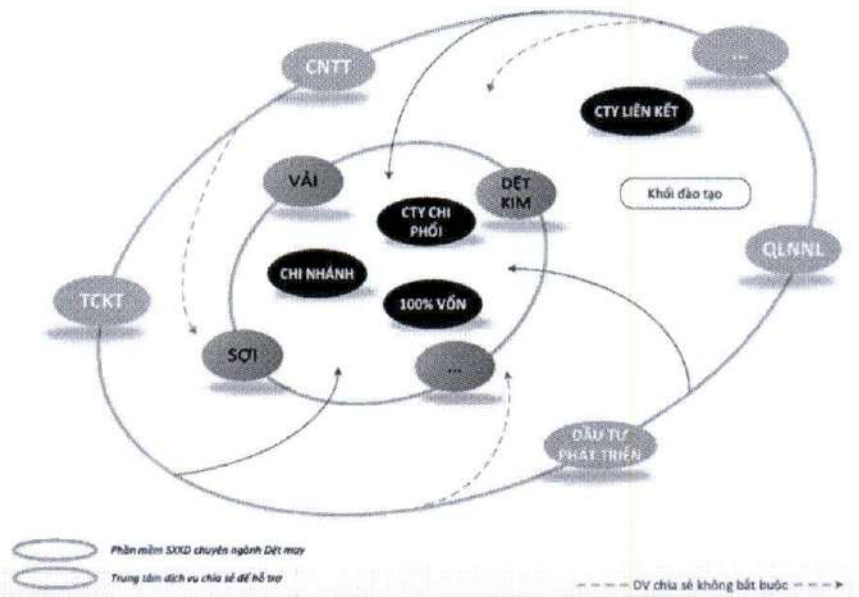 CNTT
...
CTY LIÊN KẾT
VẢI
DỆT
KIM
Khối đào tạo
CTY CHI
PHỐI
QLNNL
CHI NHÁNH
TCKT
100% VỐN
SỢI
...
ĐẦU TƯ
PHÁT TRIỂN
Phần mềm SXKD chuyên ngành Dệt may
Trung tâm dịch vụ chia sẻ để hỗ trợ
DV chia sẻ không bắt buộc